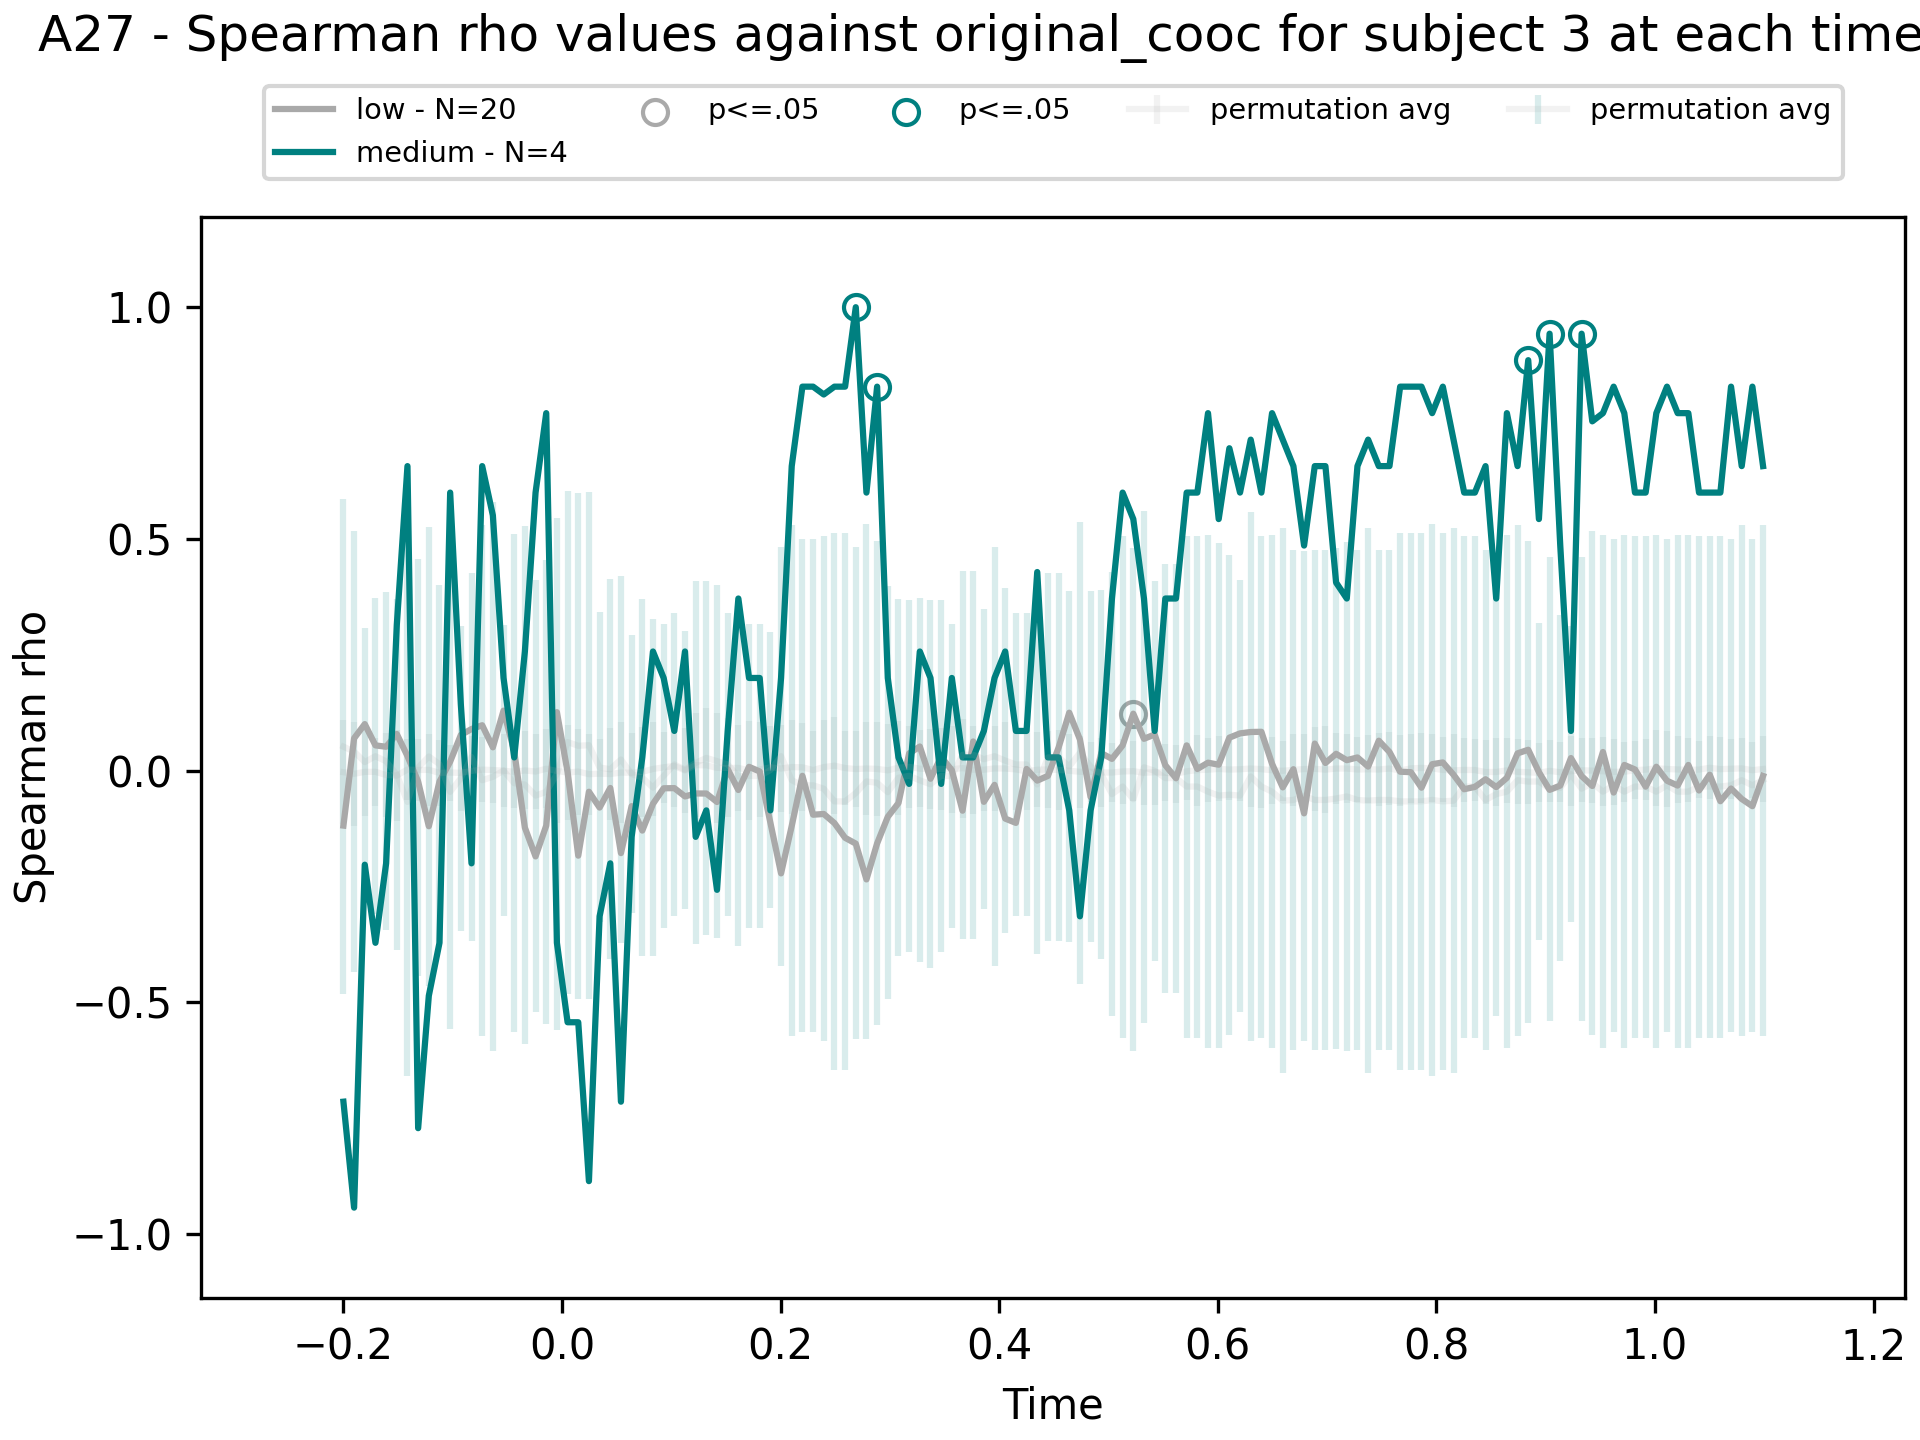 A27 - Spearman rho values against original_cooc for subject 3 at each time
low - N=20
medium - N=4
p<=.05
p<=.05
permutation avg
permutation avg
Spearman rho
1.0
0.5
0.0
−0.5
−1.0
−0.2 0.0 0.2 0.4 0.6 0.8 1.0 1.2
Time